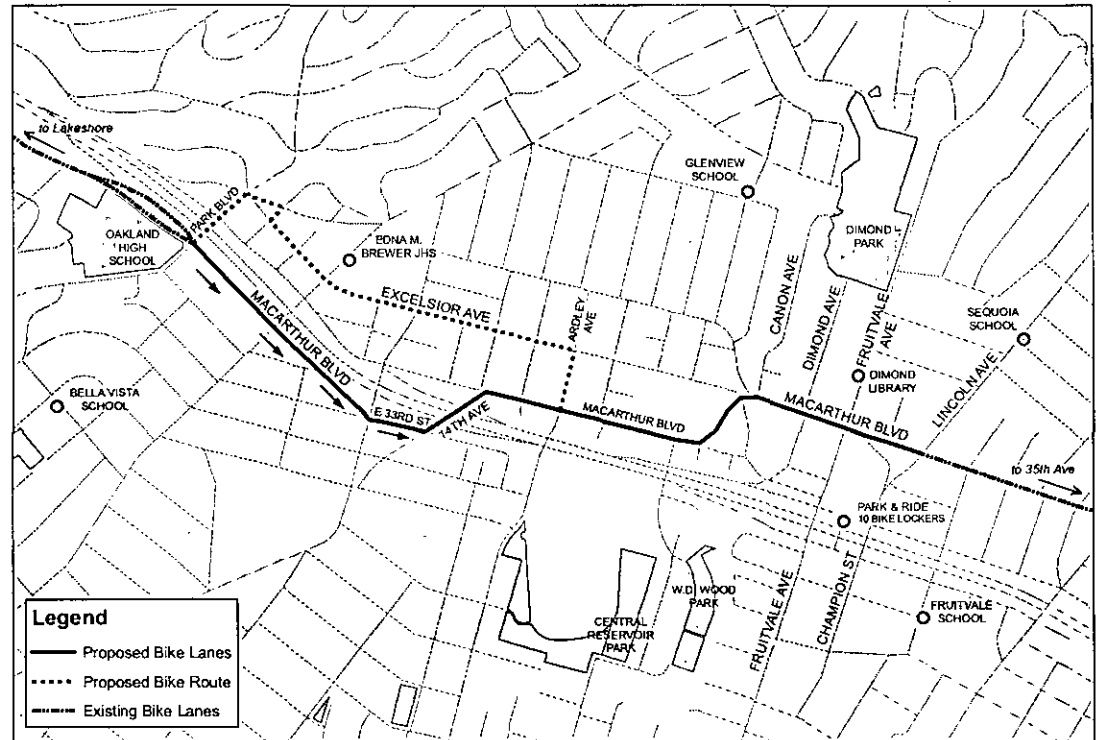 to Lakeshore
PARK BLVD
OAKLAND
HIGH
SCHOOL
EDNA M.
BREWER JHS
GLENVIEW
SCHOOL
DIMOND
PARK
EXCELSIOR AVE
ARDLEY
AVE
CANON AVE
DIMOND AVE
FRUITVALE
AVE
SEQUOIA
SCHOOL
LINCOLN AVE
DIMOND
LIBRARY
MACARTHUR BLVD
BELLA VISTA
SCHOOL
E 33RD ST
14TH AVE
MACARTHUR BLVD
MACARTHUR BLVD
to 35th Ave
PARK & RIDE
10 BIKE LOCKERS
W.D. WOOD
PARK
CENTRAL
RESERVOIR
PARK
FRUITVALE AVE
CHAMPION ST
FRUITVALE
SCHOOL
Legend
Proposed Bike Lanes
Proposed Bike Route
Existing Bike Lanes